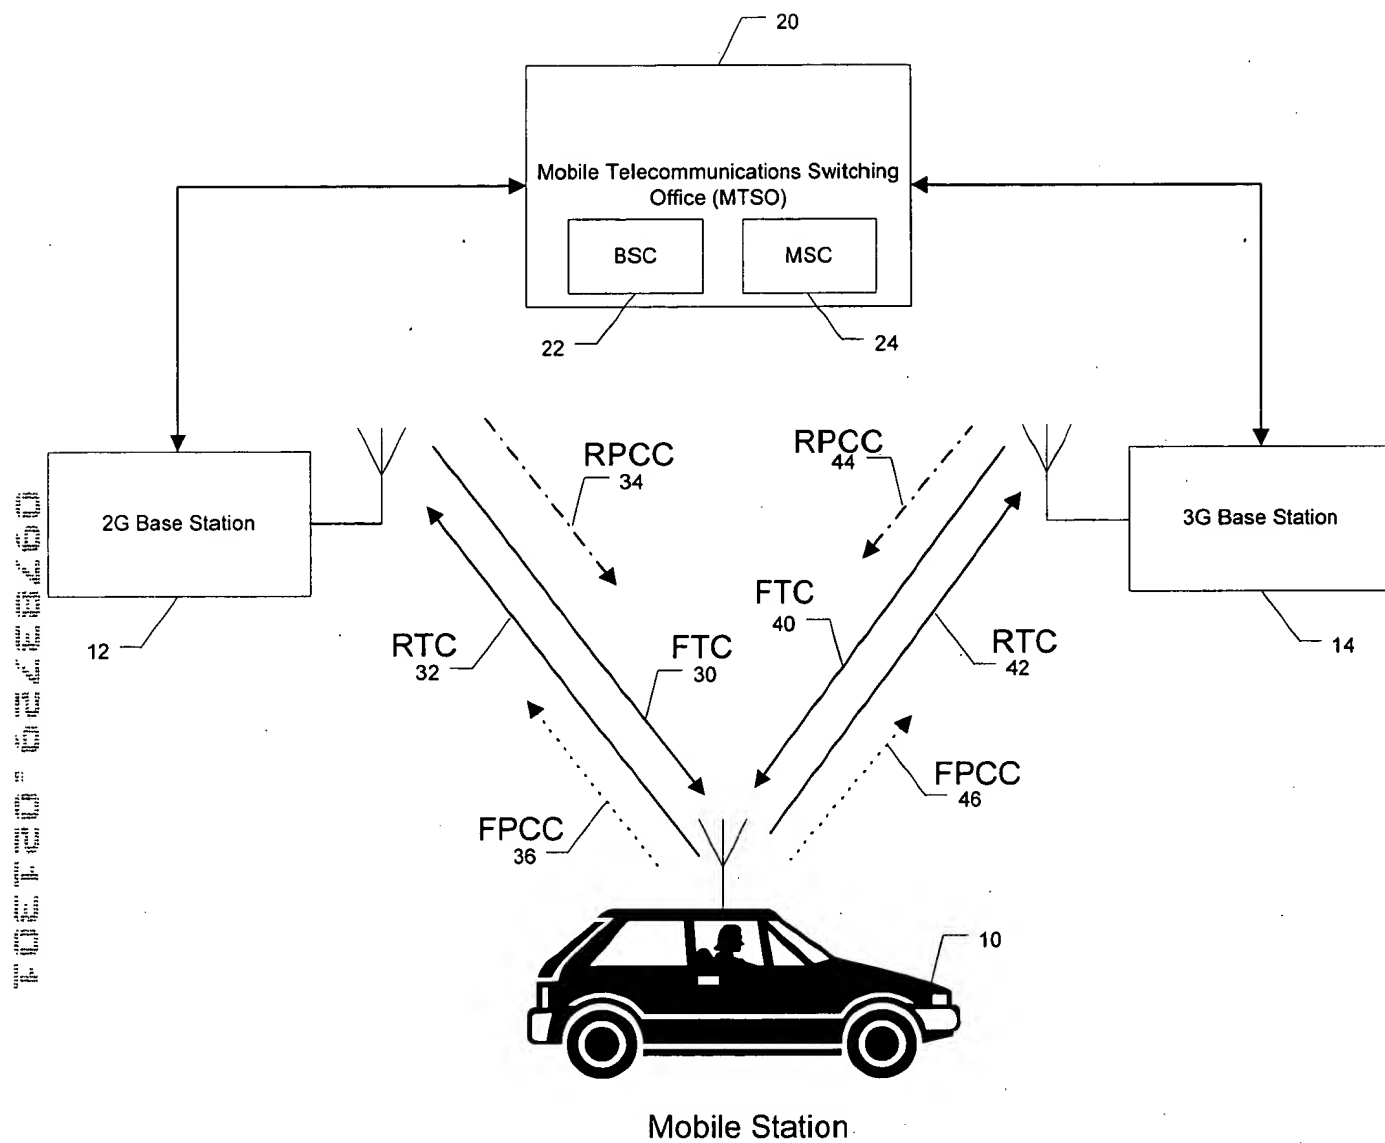 20
Mobile Telecommunications Switching
Office (MTSO)
BSC
MSC
22
24
RPCC
34
RPCC
44
2G Base Station
3G Base Station
12
14
RTC
32
FTC
30
FTC
40
RTC
42
FPCC
36
FPCC
46
10
Mobile Station